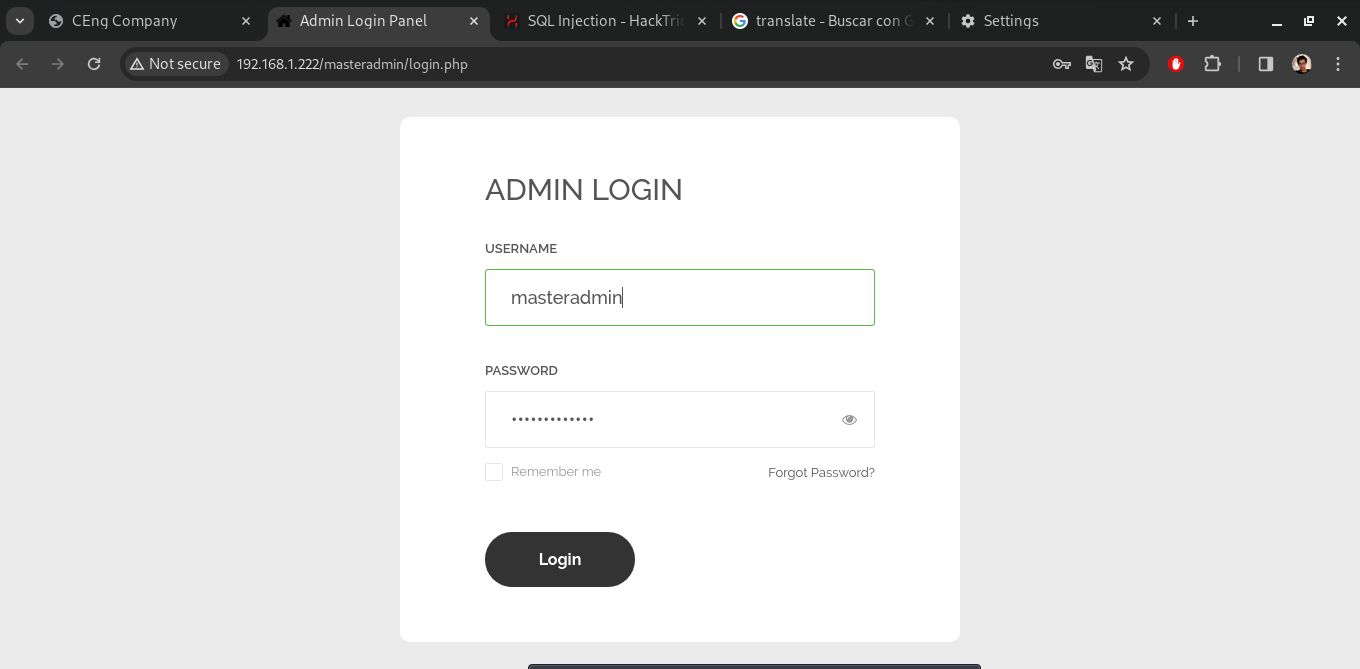 CEng Company
Admin Login Panel
SQL Injection - HackTric
translate - Buscar con G
Settings
Not secure
192.168.1.222/masteradmin/login.php
ADMIN LOGIN
USERNAME
masteradmin
PASSWORD
•••••••••••••
Remember me
Forgot Password?
Login